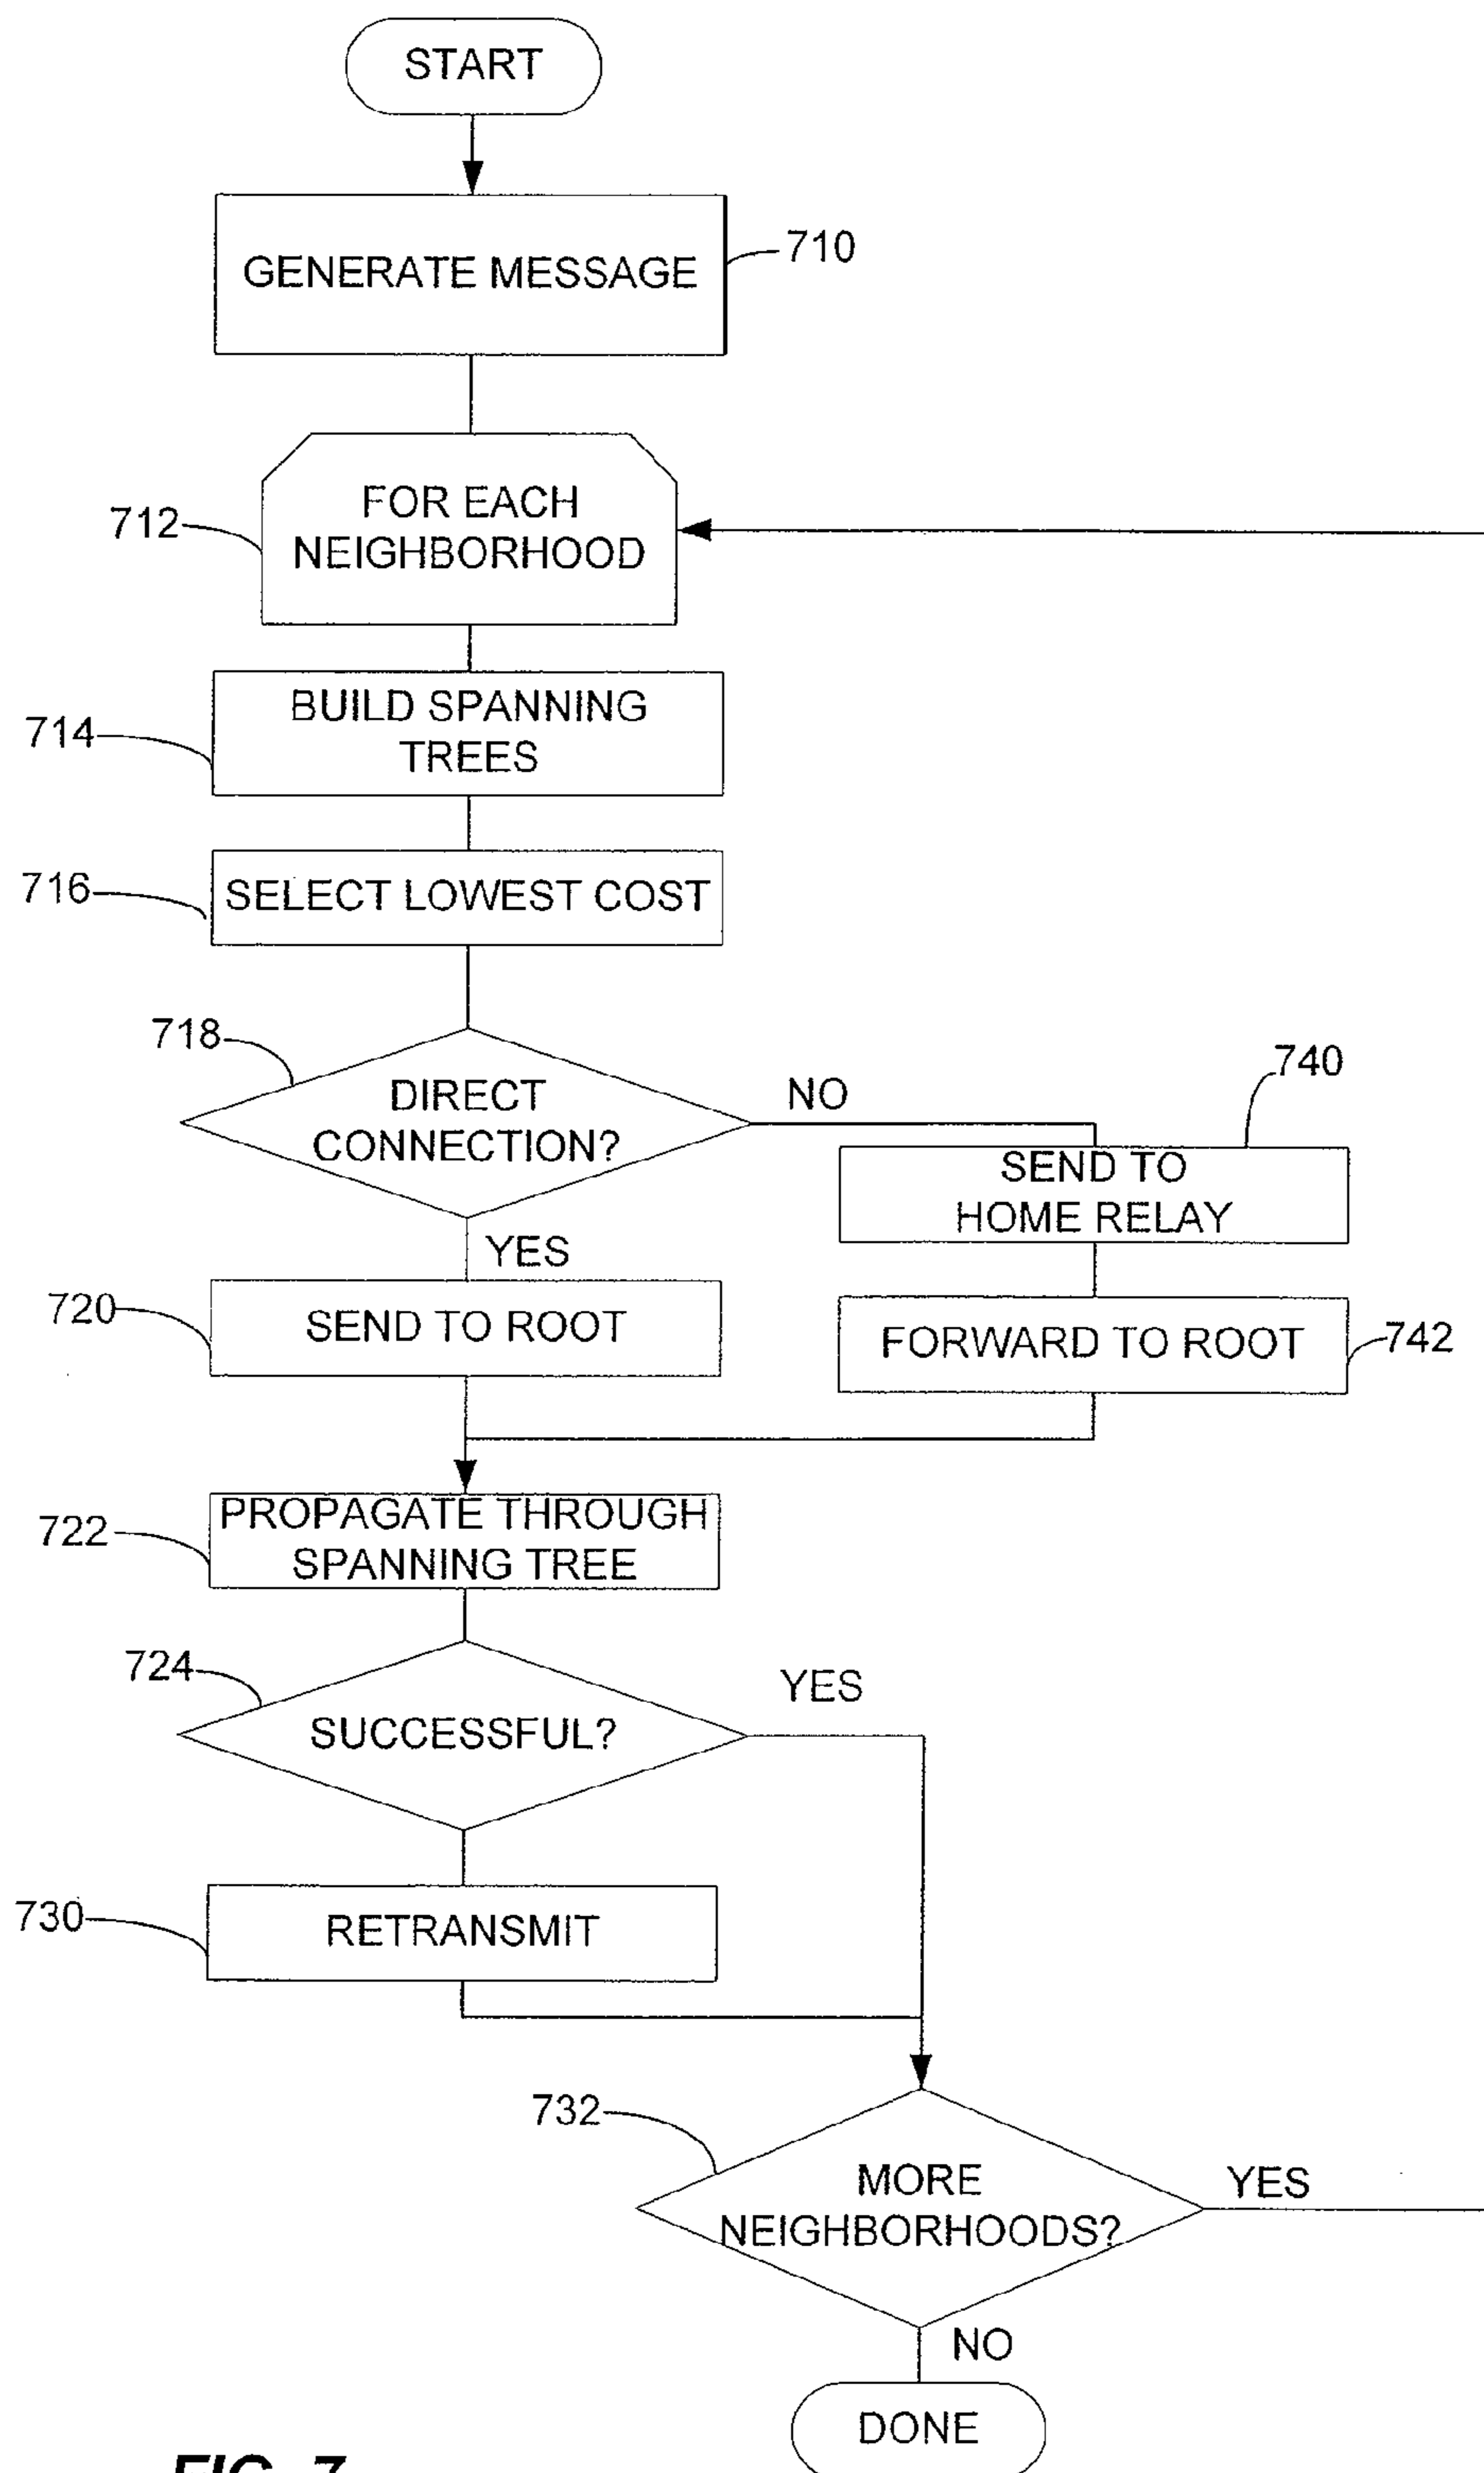 START
GENERATE MESSAGE
710
FOR EACH
NEIGHBORHOOD
712
BUILD SPANNING
TREES
714
SELECT LOWEST COST
716
718
DIRECT
CONNECTION?
NO
740
SEND TO
HOME RELAY
YES
720
SEND TO ROOT
FORWARD TO ROOT
742
PROPAGATE THROUGH
SPANNING TREE
722
724
SUCCESSFUL?
YES
730
RETRANSMIT
732
MORE
NEIGHBORHOODS?
YES
NO
DONE
FIG. 7